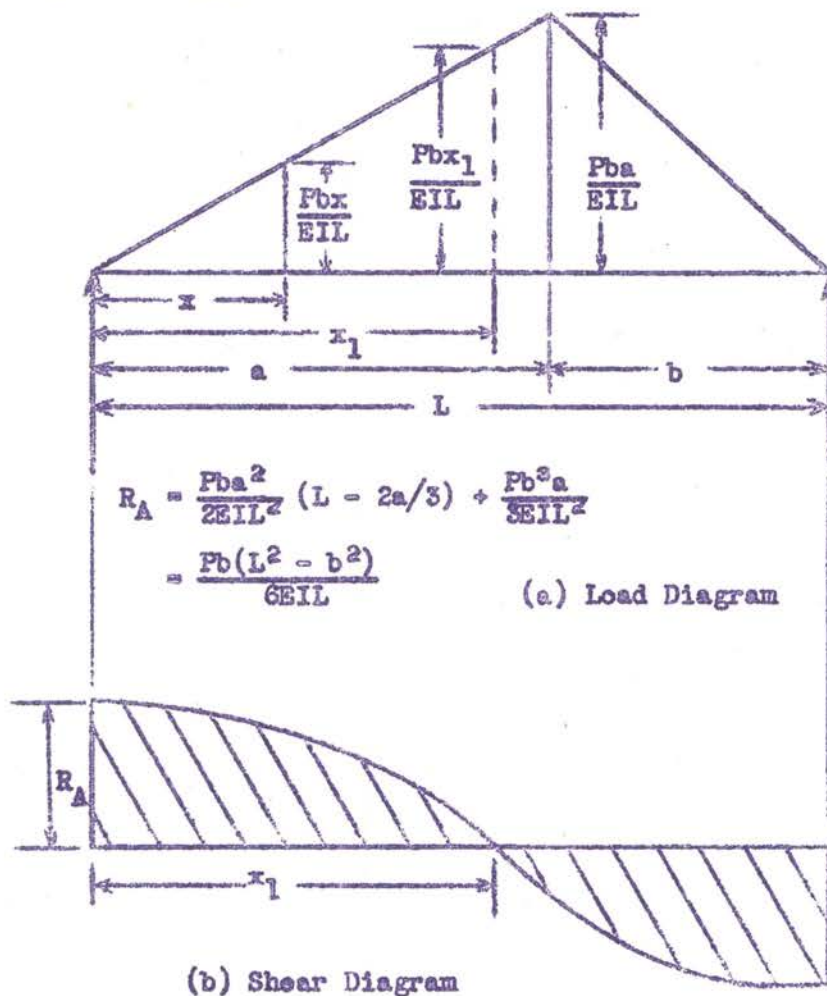 Pbx/EIL
Pbx₁/EIL
Pba/EIL
x
x₁
a b
L
R_A = Pba²/2EIL² (L - 2a/3) + Pb³a/3EIL²
= Pb(L² - b²)/6EIL
(a) Load Diagram
R_A
x₁
(b) Shear Diagram